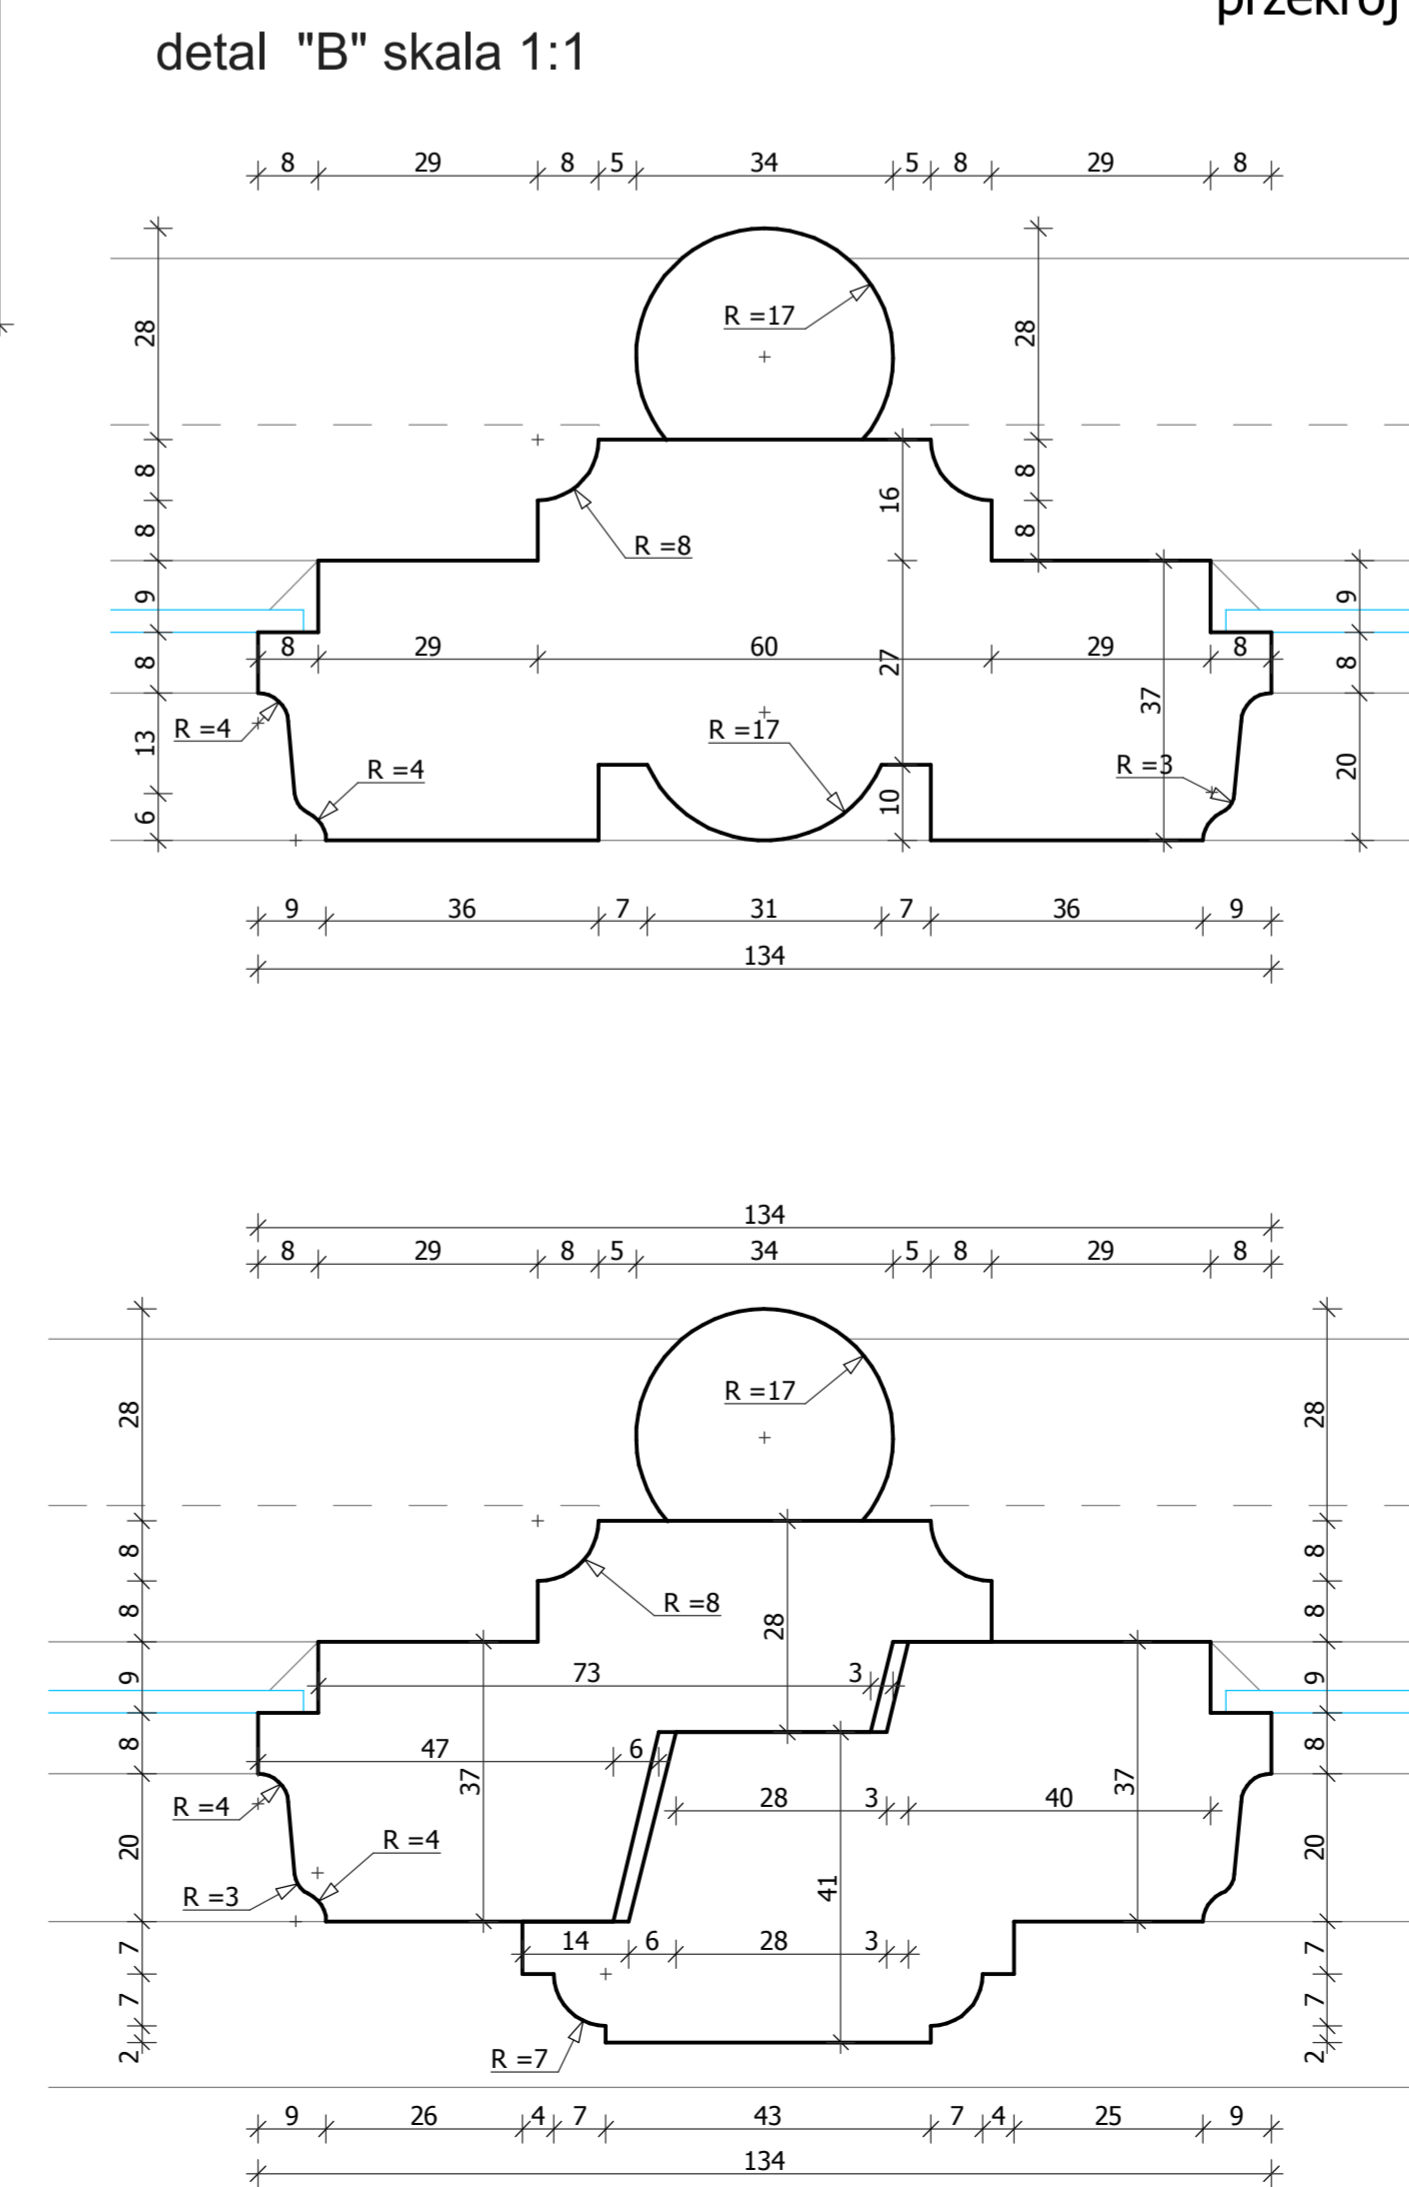 przekrój
detal "B" skala 1:1
8 29 8 5 34 5 8 29 8
R =17
28 28
8 16 8
8 R =8 8
9 9
8 29 60 29 8
8 27 8
R =4 R =17 37
13 R =4 R =3 20
6 10
9 36 7 31 7 36 9
134
134
8 29 8 5 34 5 8 29 8
R =17
28 28
8 8
R =8
8 28 8
9 73 3 9
8 47 6 8
37 37
R =4 28 3 40
20 R =4 20
R =3 41
7 14 6 28 3 7
7 7
2 R =7 2
9 26 4 7 43 7 4 25 9
134